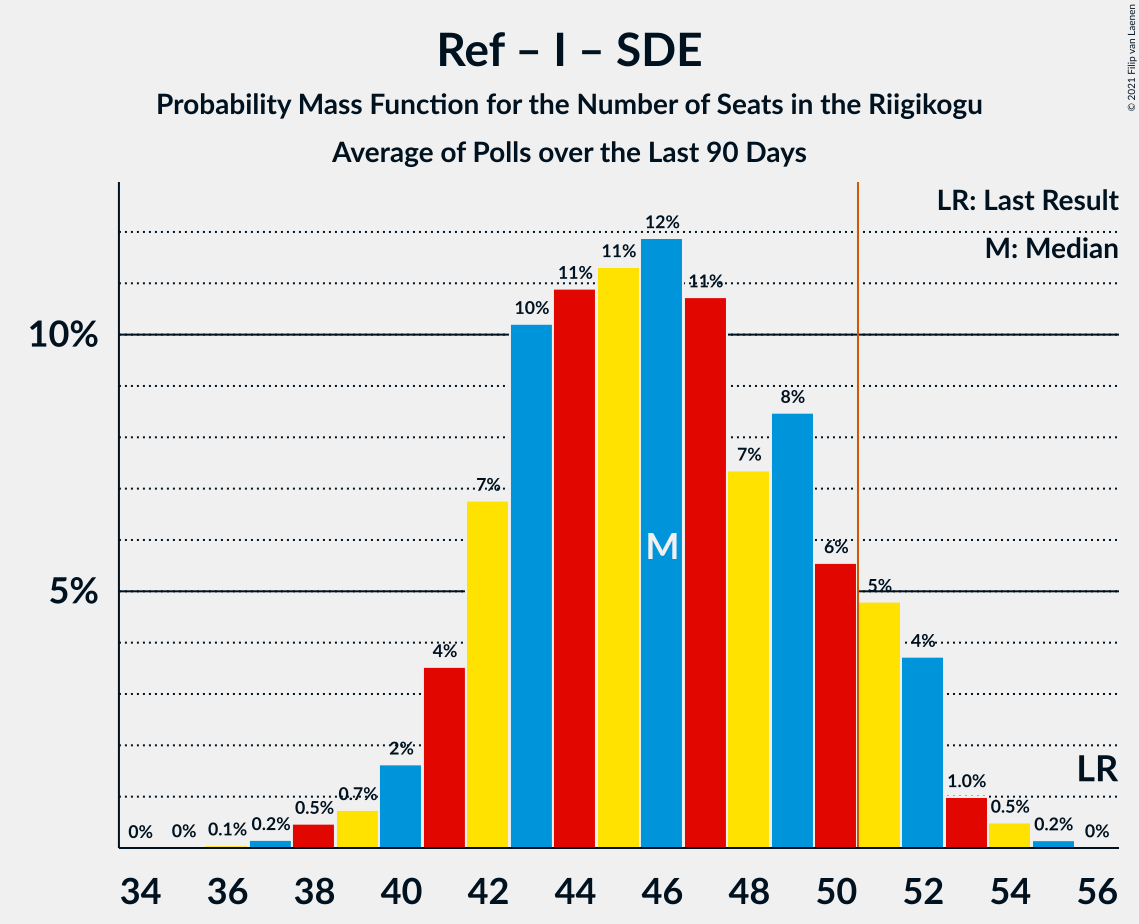 Ref – I – SDE
Probability Mass Function for the Number of Seats in the Riigikogu
Average of Polls over the Last 90 Days
© 2021 Filip van Laenen
LR: Last Result
M: Median
10%
5%
0%
0%
0.1%
0.2%
0.5%
0.7%
2%
4%
7%
10%
11%
11%
12%
11%
7%
8%
6%
5%
4%
1.0%
0.5%
0.2%
0%
M
LR
34 36 38 40 42 44 46 48 50 52 54 56